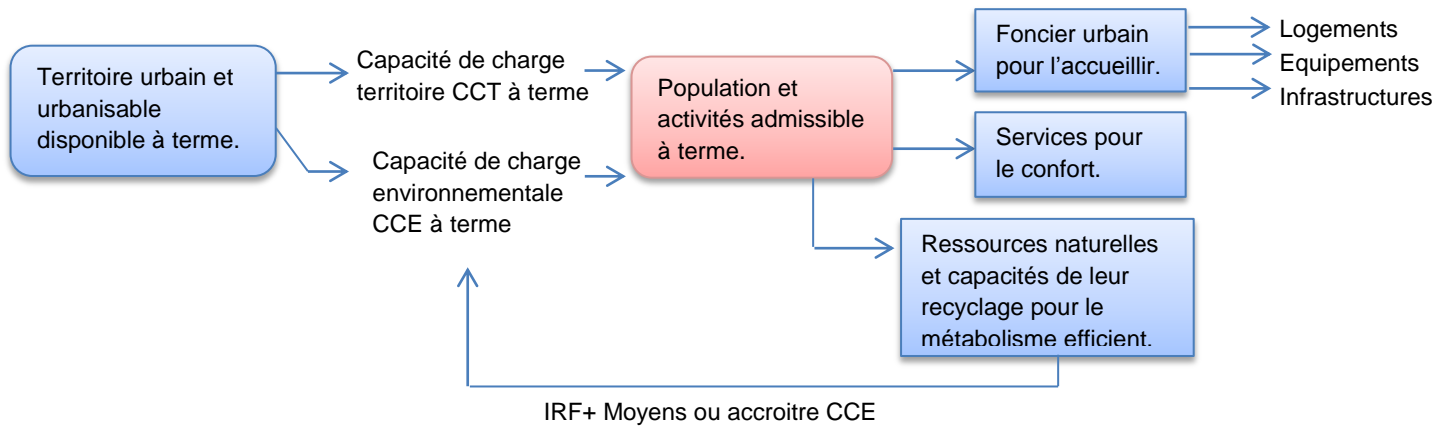 Territoire urbain et
urbanisable
disponible à terme.
Capacité de charge
territoire CCT à terme
Capacité de charge
environnementale
CCE à terme
Population et
activités admissible
à terme.
Foncier urbain
pour l’accueillir.
Logements
Equipements
Infrastructures
Services pour
le confort.
Ressources naturelles
et capacités de leur
recyclage pour le
métabolisme efficient.
IRF+ Moyens ou accroitre CCE